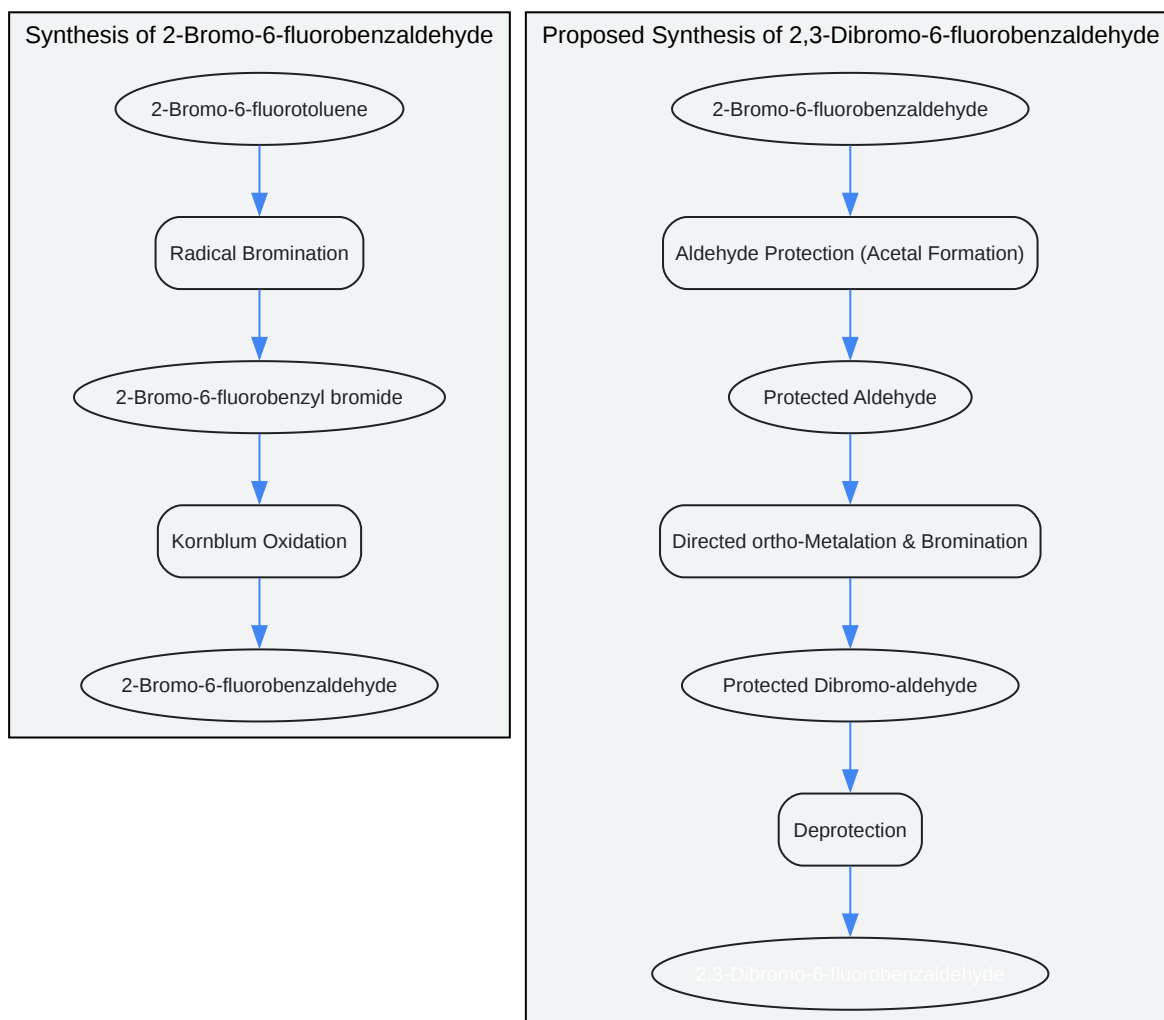 Synthesis of 2-Bromo-6-fluorobenzaldehyde
2-Bromo-6-fluorotoluene
Radical Bromination
2-Bromo-6-fluorobenzyl bromide
Kornblum Oxidation
2-Bromo-6-fluorobenzaldehyde
Proposed Synthesis of 2,3-Dibromo-6-fluorobenzaldehyde
2-Bromo-6-fluorobenzaldehyde
Aldehyde Protection (Acetal Formation)
Protected Aldehyde
Directed ortho-Metalation & Bromination
Protected Dibromo-aldehyde
Deprotection
2,3-Dibromo-6-fluorobenzaldehyde